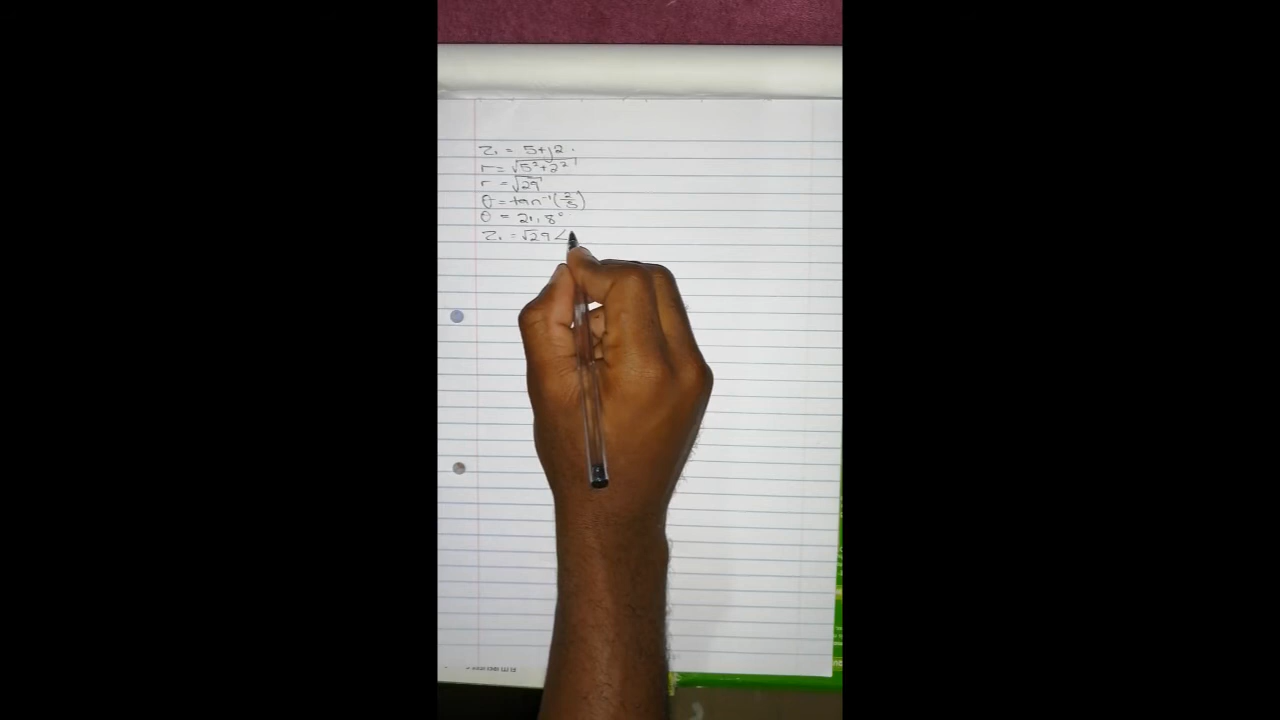 Z₁ = 5+j2.
r = √5²+2²
r = √29
θ = tan⁻¹(2/5)
θ = 21,8°
Z₁ = √29 ∠